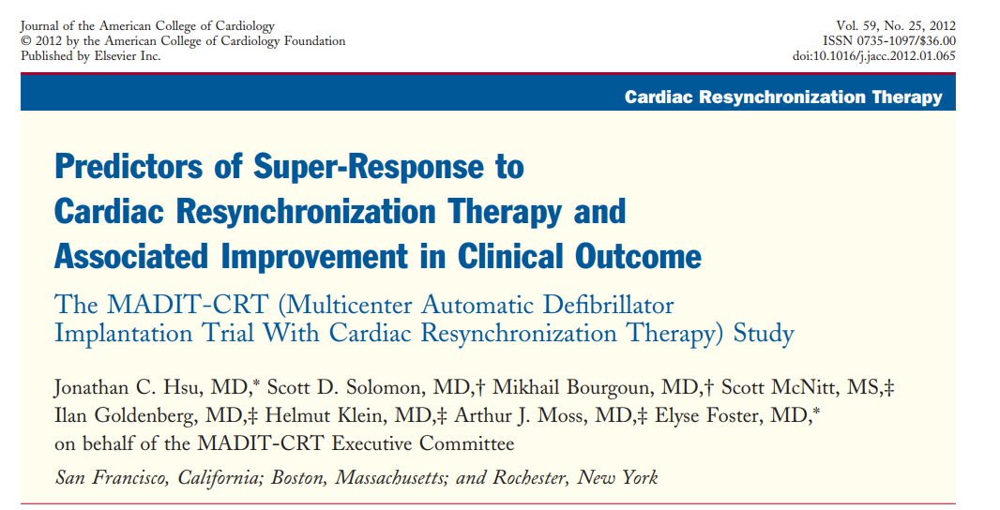 Journal of the American College of Cardiology
© 2012 by the American College of Cardiology Foundation
Published by Elsevier Inc.
Vol. 59, No. 25, 2012
ISSN 0735-1097/$36.00
doi:10.1016/j.jacc.2012.01.065
Cardiac Resynchronization Therapy
Predictors of Super-Response to
Cardiac Resynchronization Therapy and
Associated Improvement in Clinical Outcome
The MADIT-CRT (Multicenter Automatic Defibrillator
Implantation Trial With Cardiac Resynchronization Therapy) Study
Jonathan C. Hsu, MD,* Scott D. Solomon, MD,† Mikhail Bourgoun, MD,† Scott McNitt, MS,‡
Ilan Goldenberg, MD,‡ Helmut Klein, MD,‡ Arthur J. Moss, MD,‡ Elyse Foster, MD,*
on behalf of the MADIT-CRT Executive Committee
San Francisco, California; Boston, Massachusetts; and Rochester, New York